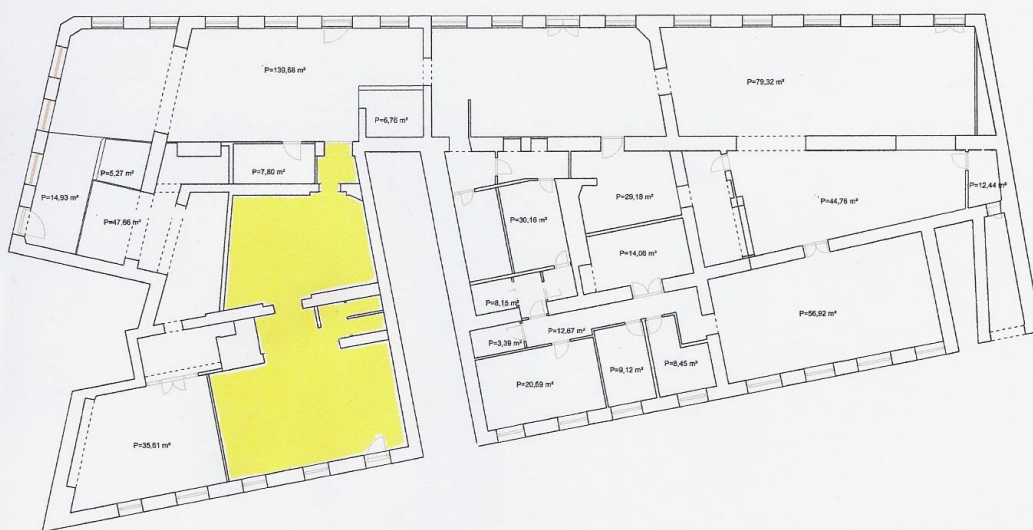 P=139,68 m²
P=79,32 m²
P=6,76 m²
P=5,27 m²
P=7,80 m²
P=14,93 m²
P=29,18 m²
P=12,44 m²
P=47,66 m²
P=30,16 m²
P=44,76 m²
P=14,06 m²
P=8,15 m²
P=56,92 m²
P=12,67 m²
P=3,39 m²
P=9,12 m²
P=8,45 m²
P=20,59 m²
P=35,61 m²